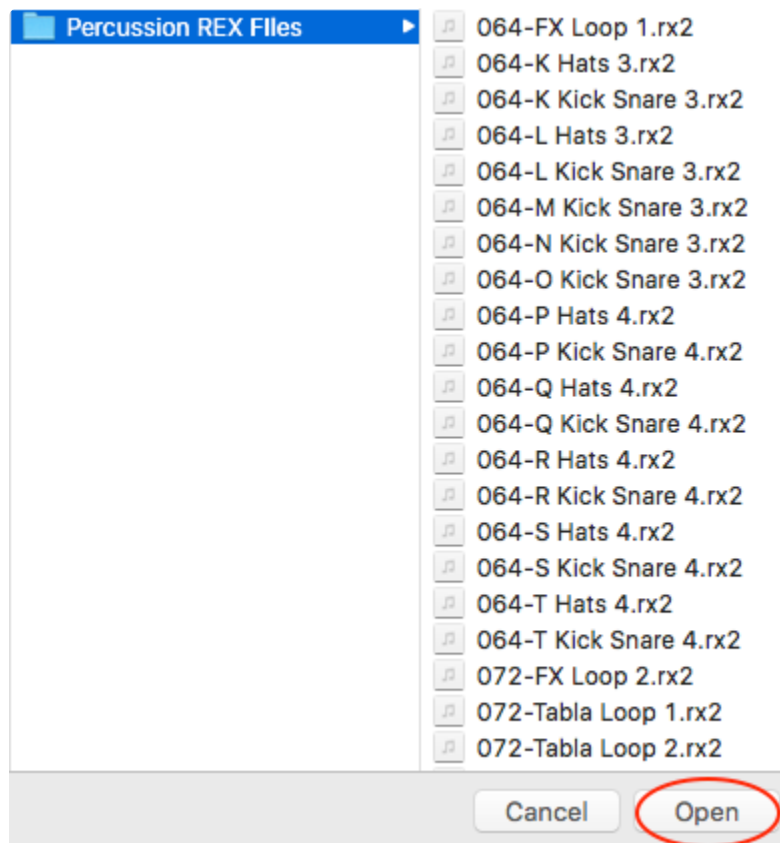 Percussion REX FIles
064-FX Loop 1.rx2
064-K Hats 3.rx2
064-K Kick Snare 3.rx2
064-L Hats 3.rx2
064-L Kick Snare 3.rx2
064-M Kick Snare 3.rx2
064-N Kick Snare 3.rx2
064-O Kick Snare 3.rx2
064-P Hats 4.rx2
064-P Kick Snare 4.rx2
064-Q Hats 4.rx2
064-Q Kick Snare 4.rx2
064-R Hats 4.rx2
064-R Kick Snare 4.rx2
064-S Hats 4.rx2
064-S Kick Snare 4.rx2
064-T Hats 4.rx2
064-T Kick Snare 4.rx2
072-FX Loop 2.rx2
072-Tabla Loop 1.rx2
072-Tabla Loop 2.rx2
Cancel
Open